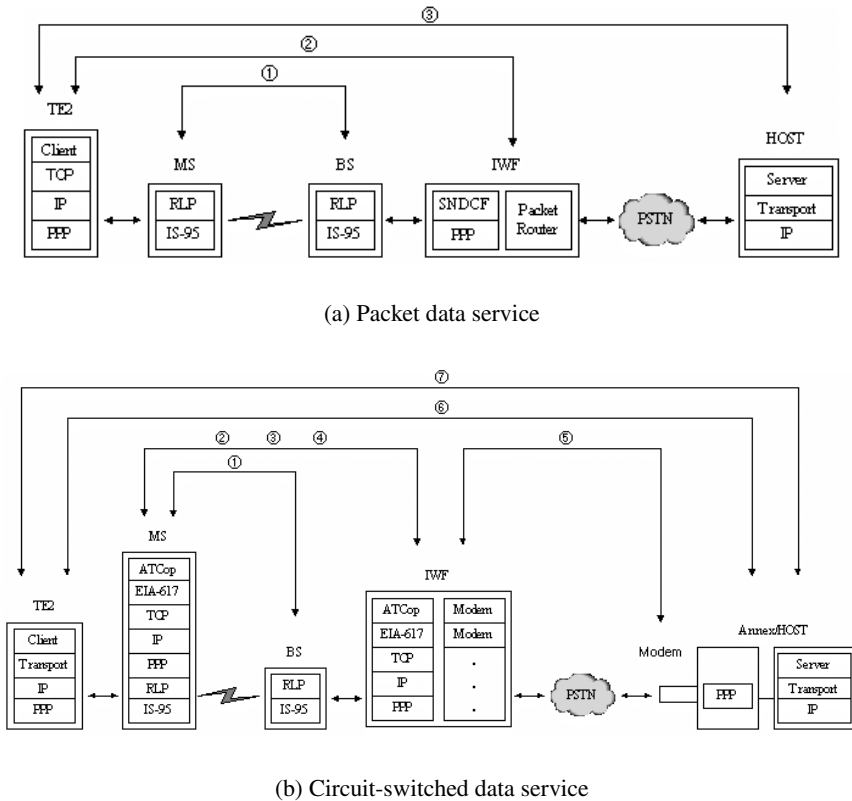 ③
②
①
TE2
Client
TCP
IP
PPP
MS
RLP
IS-95
BS
RLP
IS-95
IWF
SNDCF
PPP
Packet
Router
PSTN
HOST
Server
Transport
IP
(a) Packet data service
⑦
⑥
② ③ ④
⑤
①
TE2
Client
Transport
IP
PPP
MS
ATCop
EIA-617
TCP
IP
PPP
RLP
IS-95
BS
RLP
IS-95
IWF
ATCop
EIA-617
TCP
IP
PPP
Modem
Modem
.
.
.
PSTN
Modem
Annex/HOST
PPP
Server
Transport
IP
(b) Circuit-switched data service